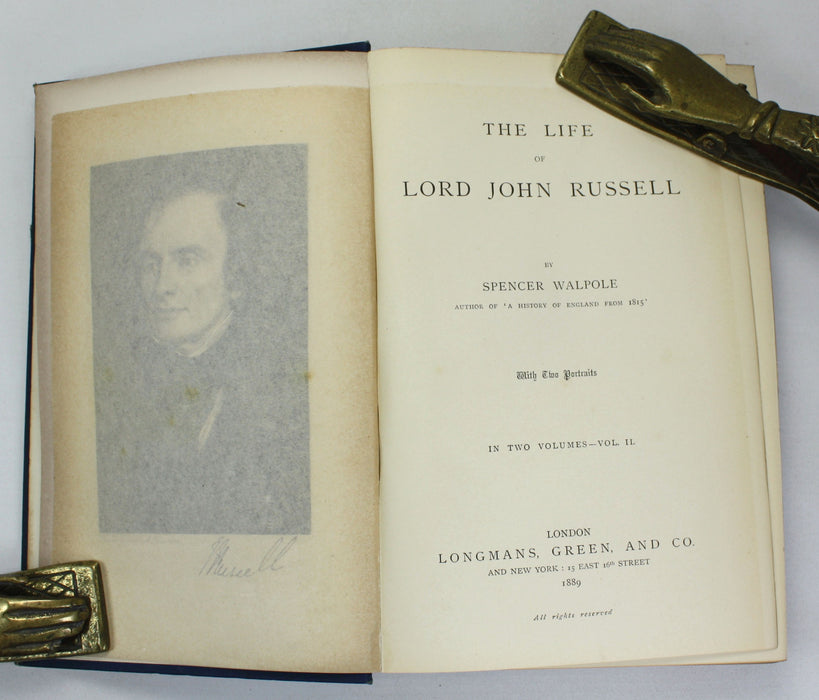 Russell
THE LIFE
OF
LORD JOHN RUSSELL
BY
SPENCER WALPOLE
AUTHOR OF 'A HISTORY OF ENGLAND FROM 1815'
With Two Portraits
IN TWO VOLUMES—VOL. II.
LONDON
LONGMANS, GREEN, AND CO.
AND NEW YORK : 15 EAST 16th STREET
1889
All rights reserved